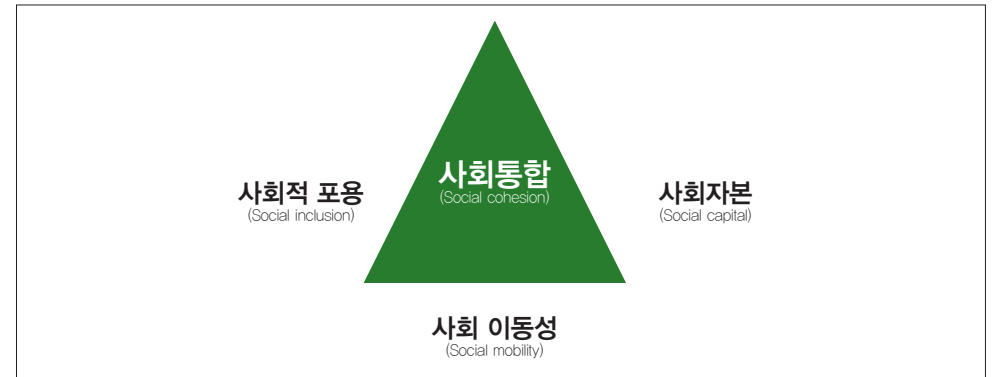 사회통합
(Social cohesion)
사회적 포용
(Social inclusion)
사회자본
(Social capital)
사회 이동성
(Social mobility)